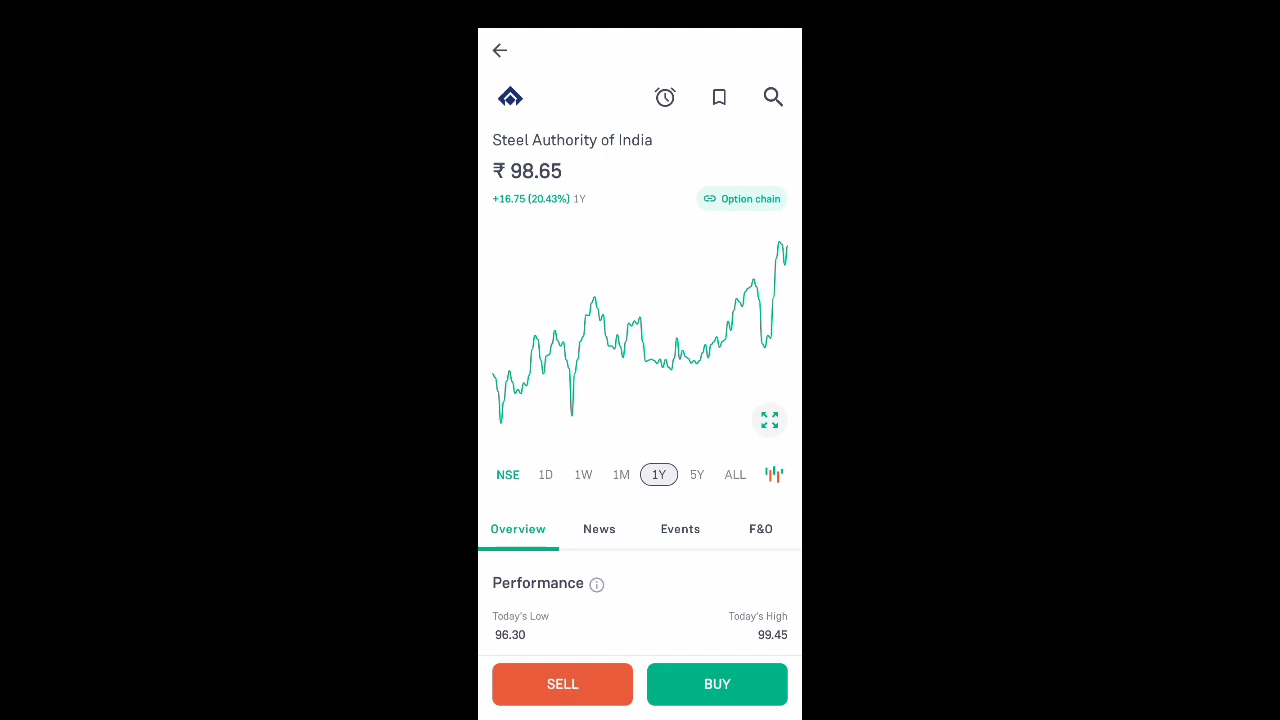 Steel Authority of India
₹ 98.65
+16.75 (20.43%) 1Y
Option chain
NSE 1D 1W 1M 1Y 5Y ALL
Overview News Events F&O
Performance
Today's Low Today's High
96.30 99.45
SELL BUY